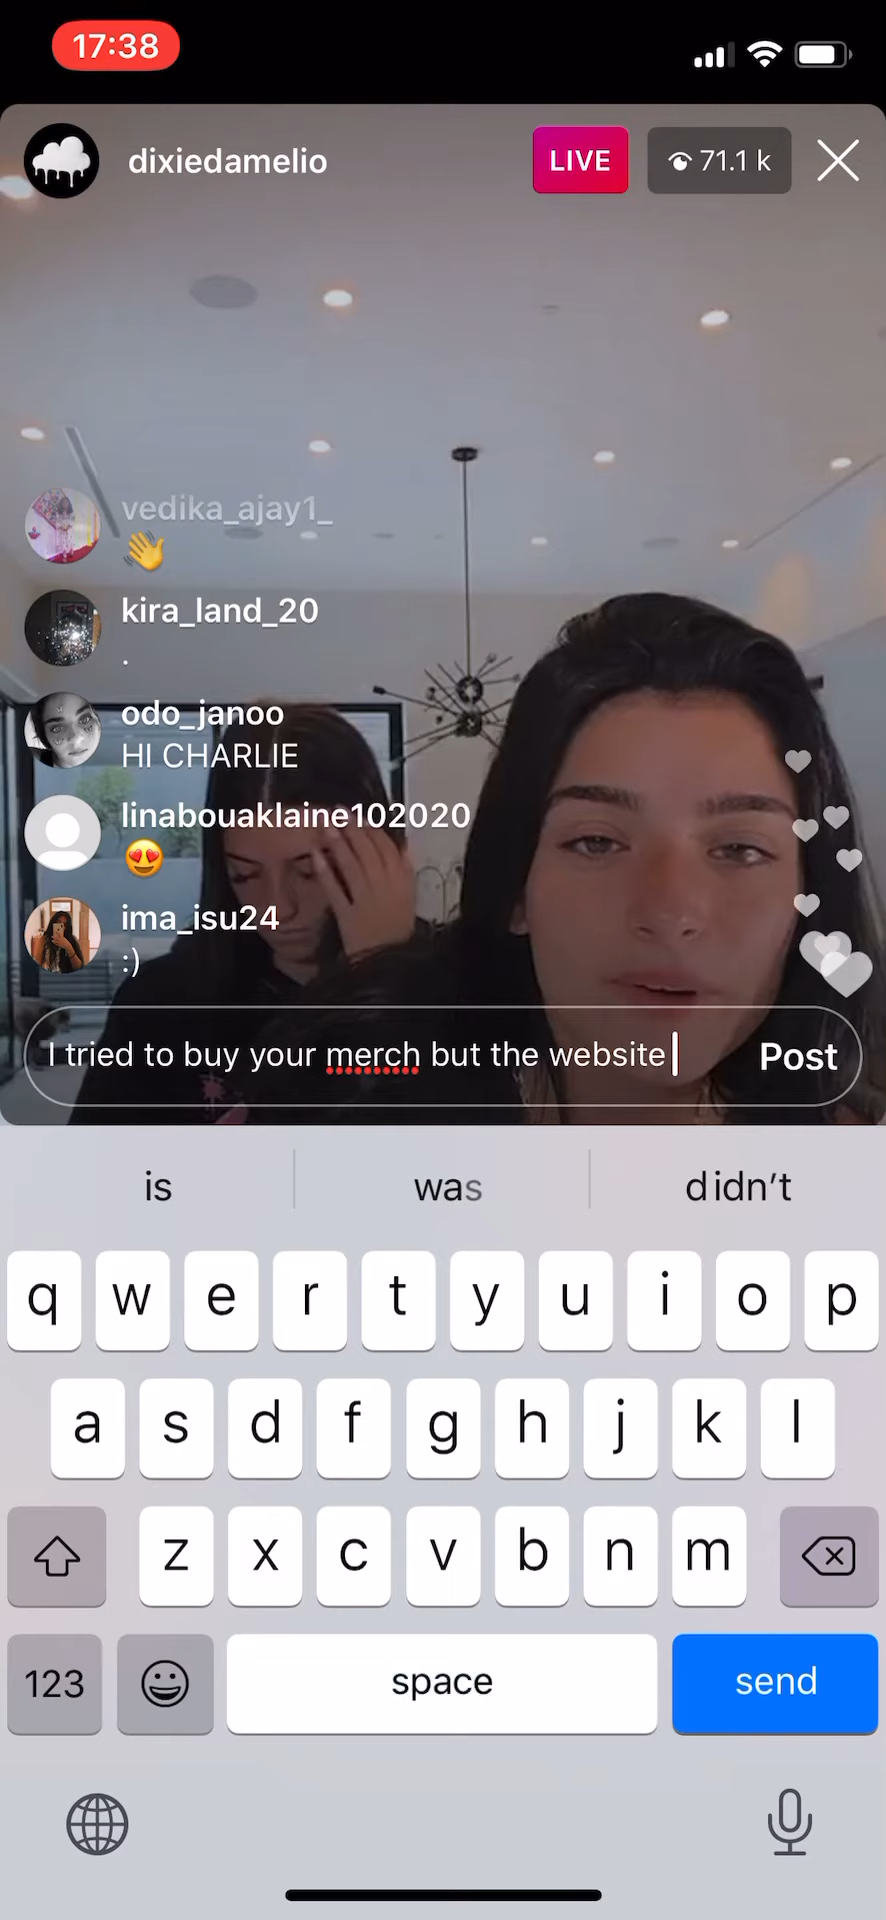 17:38
dixiedamelio LIVE 71.1 k
vedika_ajay1_
👋
kira_land_20
.
odo_janoo
HI CHARLIE
linabouaklaine102020
😍
ima_isu24
:)
I tried to buy your merch but the website Post
is was didn't
q w e r t y u i o p
a s d f g h j k l
z x c v b n m
123 space send